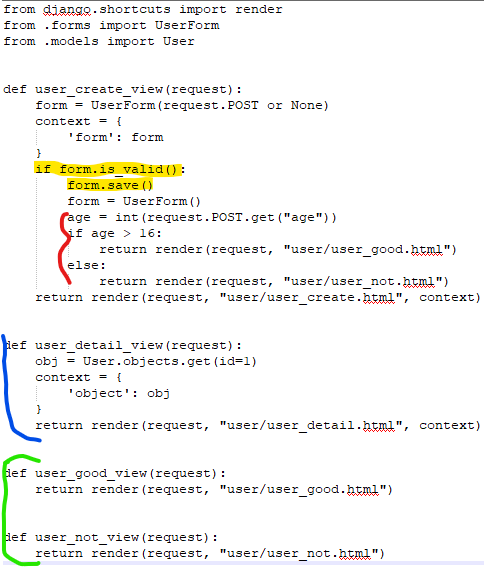 from django.shortcuts import render
from .forms import UserForm
from .models import User
def user_create_view(request):
    form = UserForm(request.POST or None)
    context = {
        'form': form
    }
    if form.is_valid():
        form.save()
        form = UserForm()
        age = int(request.POST.get("age"))
        if age > 16:
            return render(request, "user/user_good.html")
        else:
            return render(request, "user/user_not.html")
    return render(request, "user/user_create.html", context)
def user_detail_view(request):
    obj = User.objects.get(id=1)
    context = {
        'object': obj
    }
    return render(request, "user/user_detail.html", context)
def user_good_view(request):
    return render(request, "user/user_good.html")
def user_not_view(request):
    return render(request, "user/user_not.html")